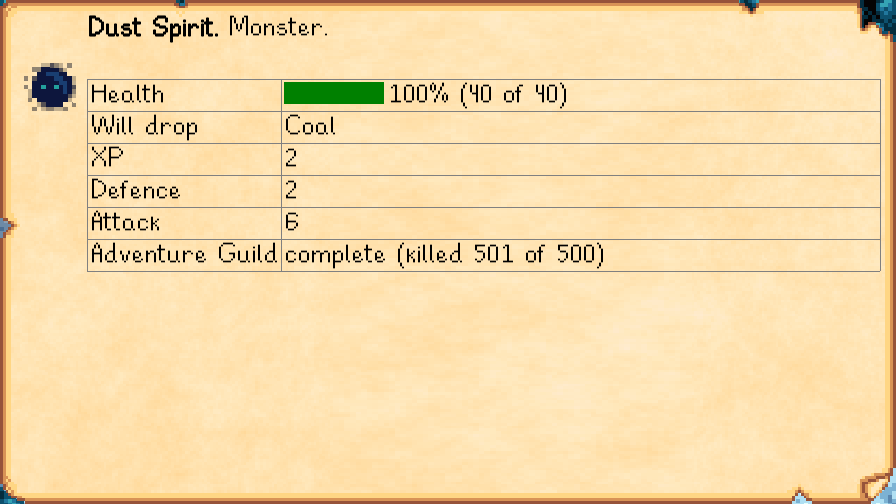 Dust Spirit. Monster.
Health 100% (40 of 40)
Will drop Coal
XP 2
Defence 2
Attack 6
Adventure Guild complete (killed 501 of 500)